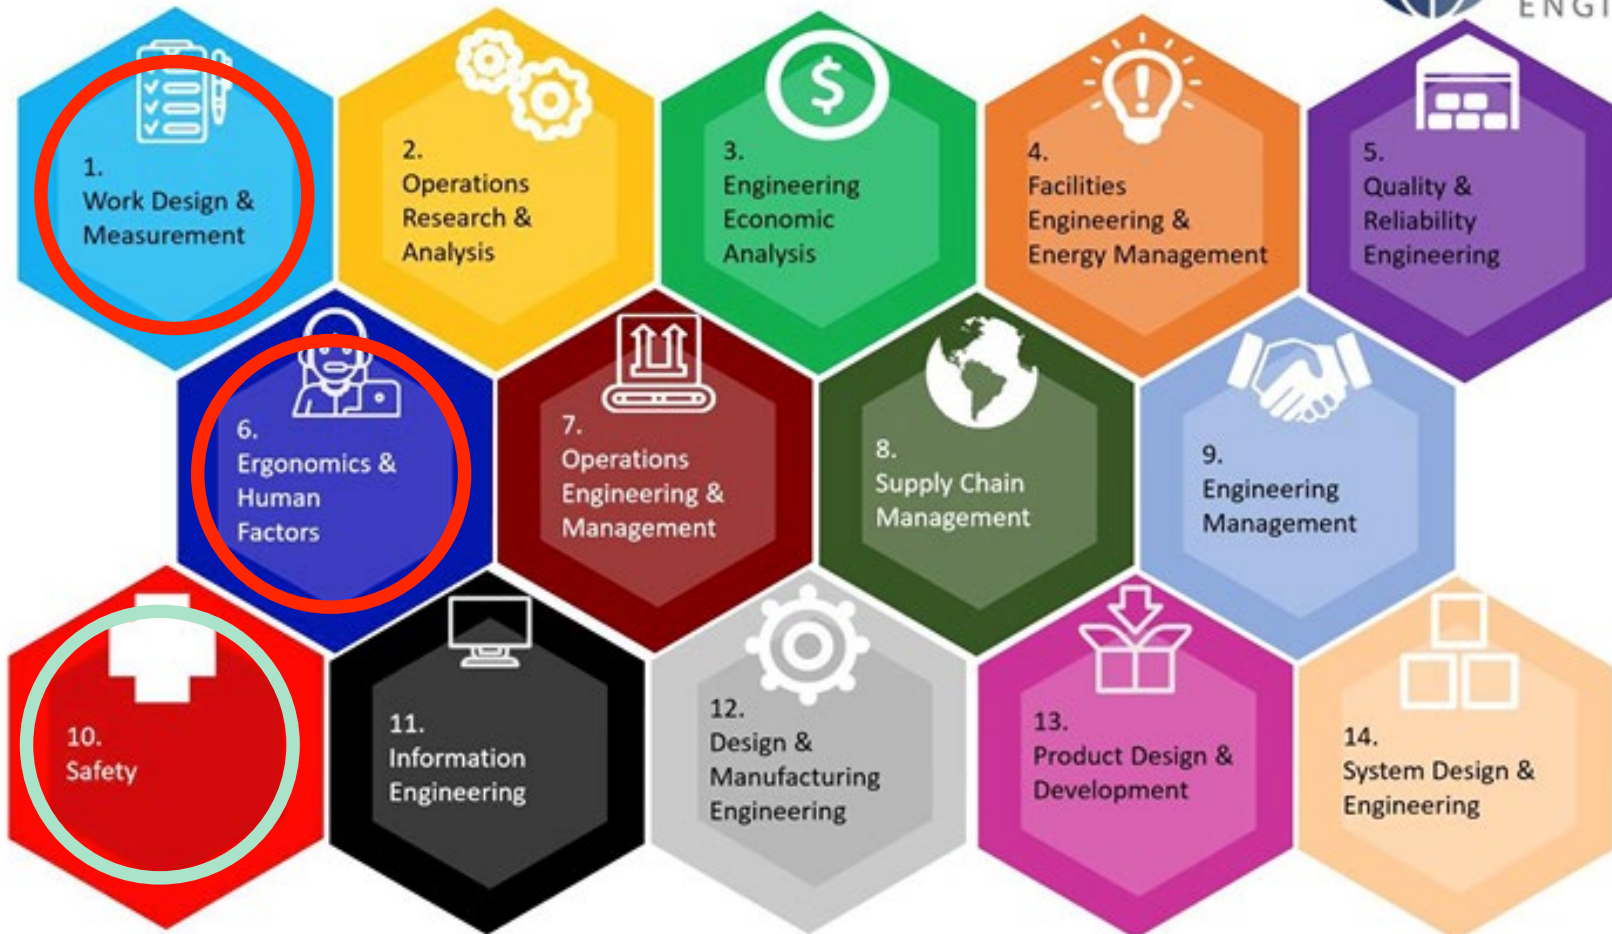 ENGI
1.
Work Design &
Measurement
2.
Operations
Research &
Analysis
3.
Engineering
Economic
Analysis
4.
Facilities
Engineering &
Energy Management
5.
Quality &
Reliability
Engineering
6.
Ergonomics &
Human
Factors
7.
Operations
Engineering &
Management
8.
Supply Chain
Management
9.
Engineering
Management
10.
Safety
11.
Information
Engineering
12.
Design &
Manufacturing
Engineering
13.
Product Design &
Development
14.
System Design &
Engineering